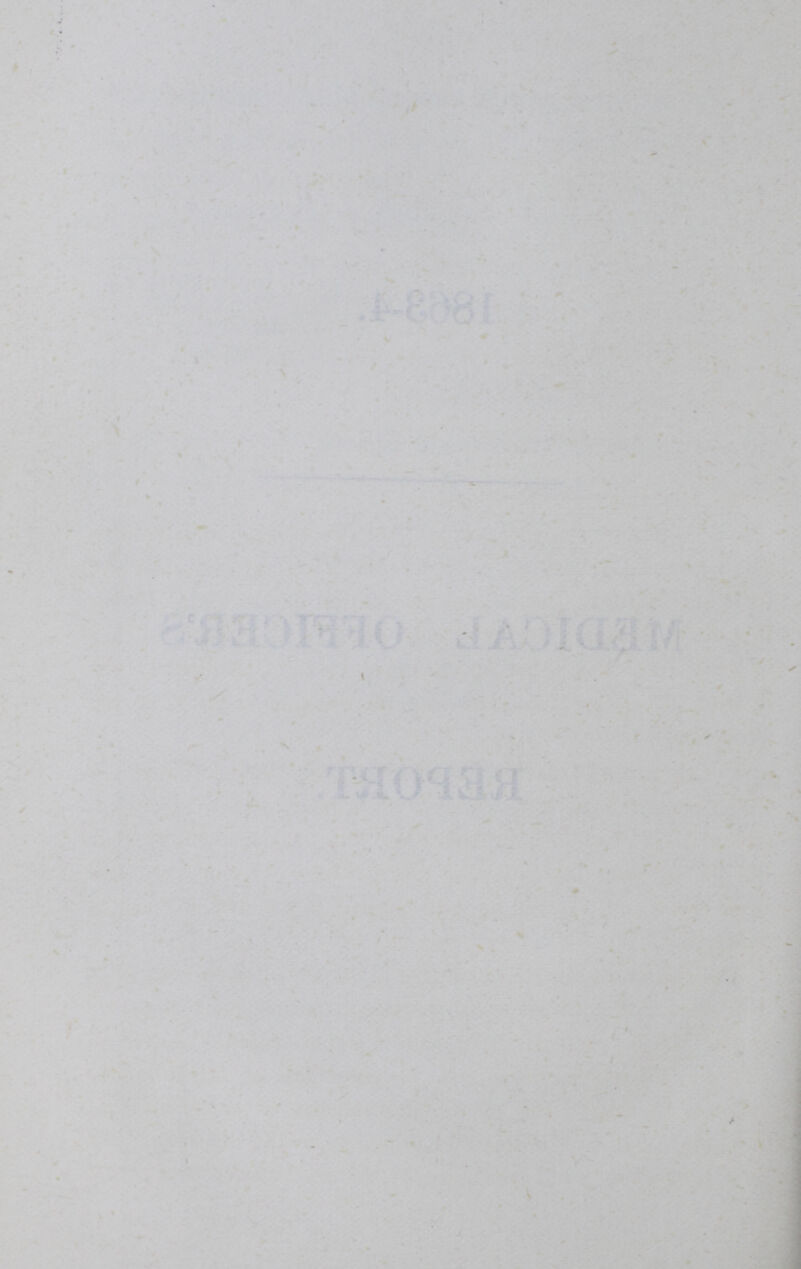 1863-4.
MEDICAL OFFICER'S
REPORT.